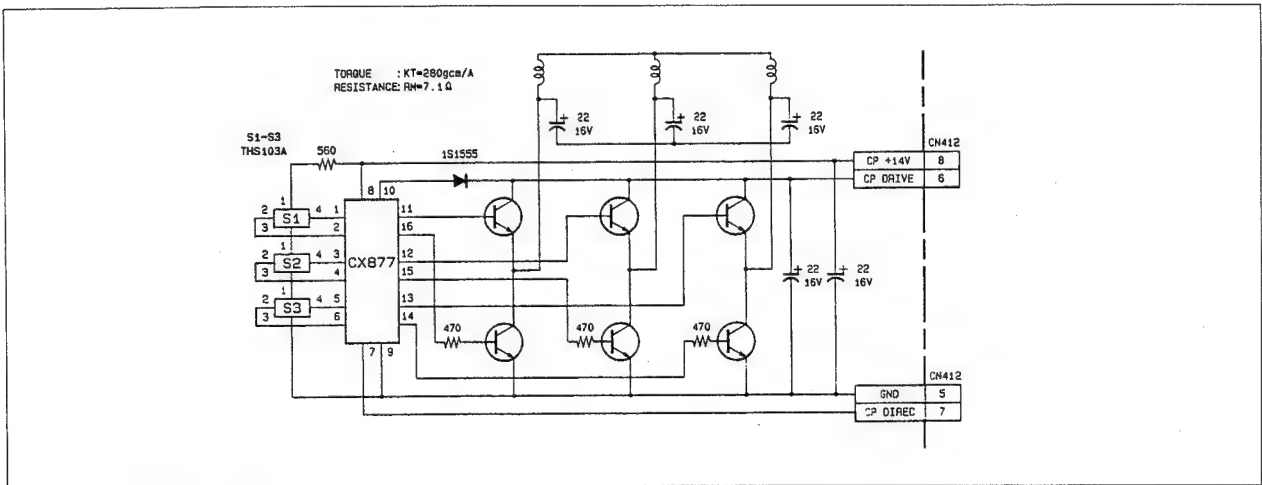 TORQUE : KT=280gcm/A
RESISTANCE: RM=7.1Ω
22
16V
22
16V
22
16V
S1-S3
THS103A
560
1S1555
CN412
CP +14V 8
CP DRIVE 6
8 10
1
2 S1 4 1
3 2
11
16
1
2 S2 4 3
3 4
CX877
12
15
1
2 S3 4 5
3 6
13
14
22
16V
22
16V
470
470
470
7 9
CN412
GND 5
CP DIREC 7